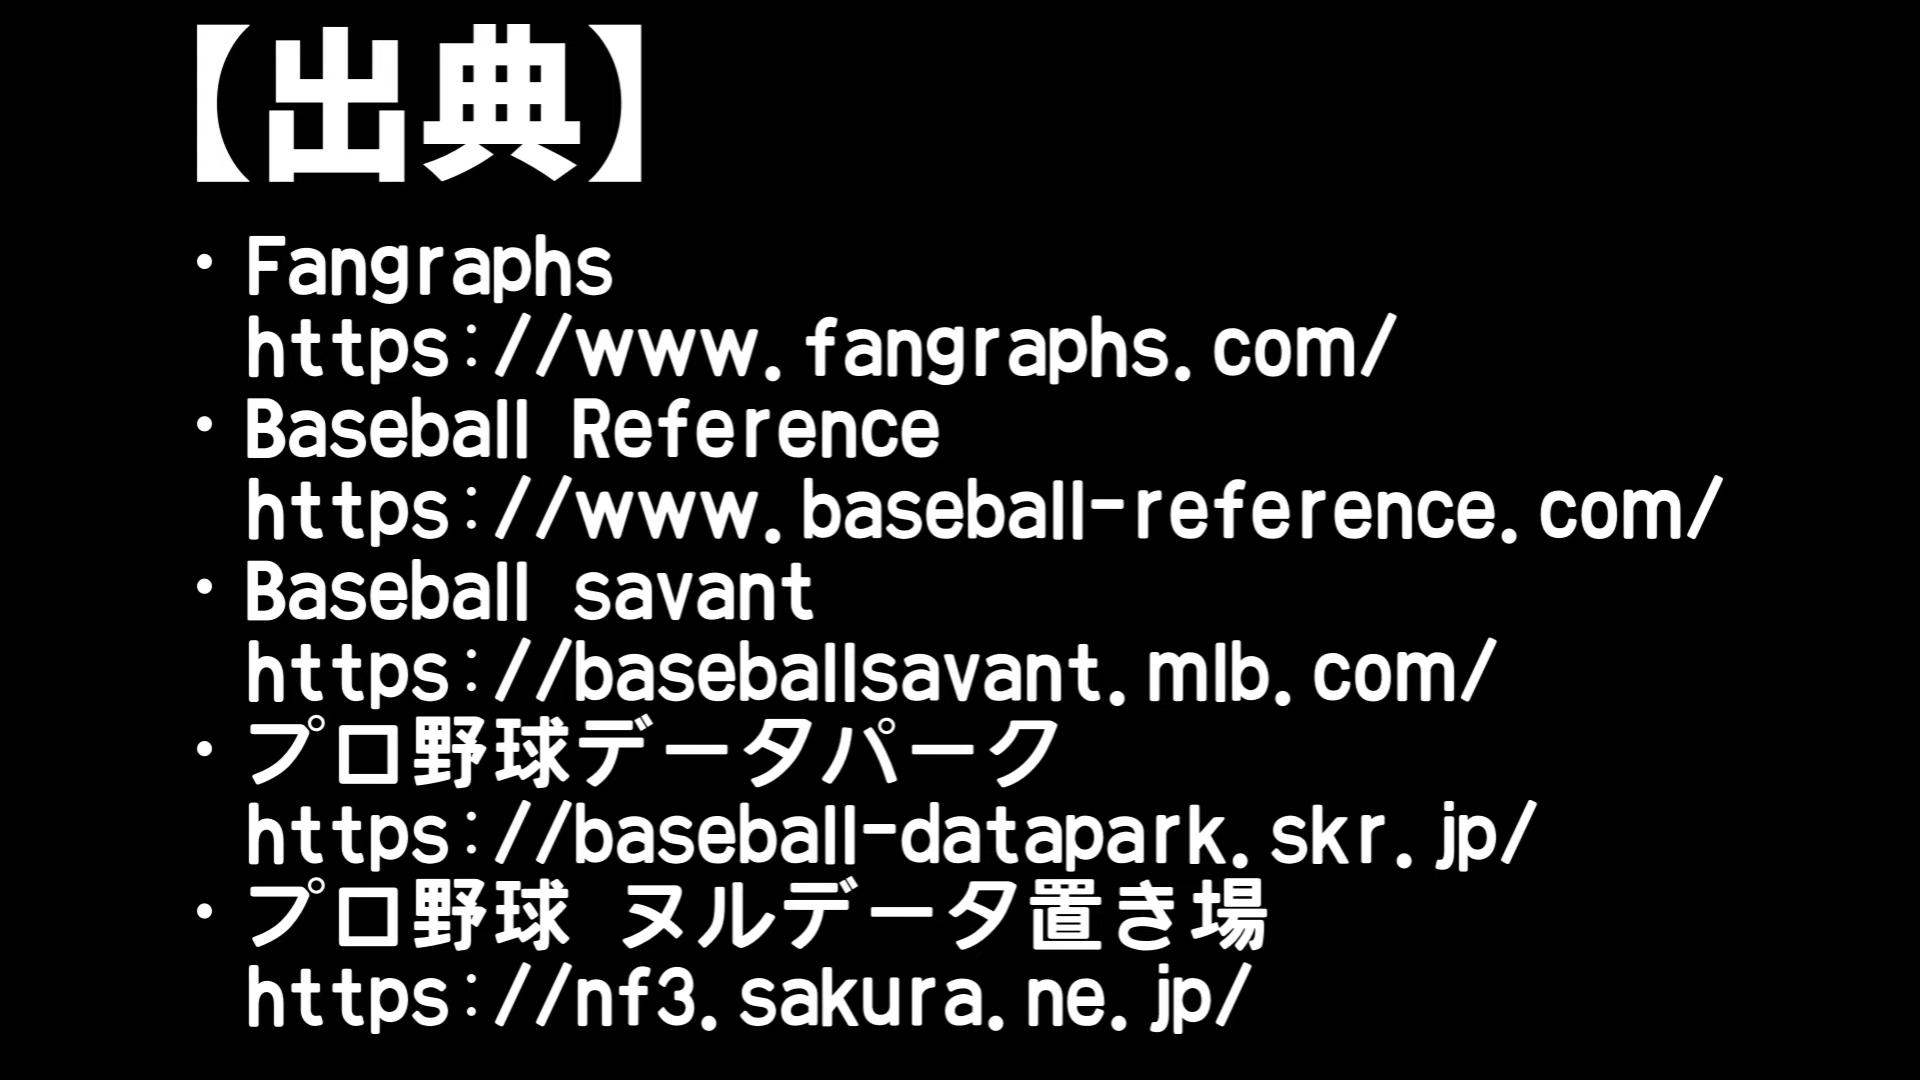 【出典】
・Fangraphs
https://www.fangraphs.com/
・Baseball Reference
https://www.baseball-reference.com/
・Baseball savant
https://baseballsavant.mlb.com/
・プロ野球データパーク
https://baseball-datapark.skr.jp/
・プロ野球 ヌルデータ置き場
https://nf3.sakura.ne.jp/